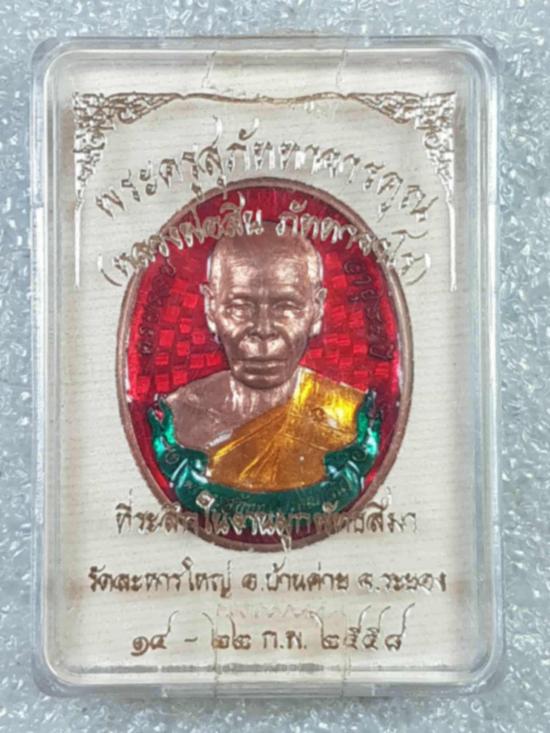 พระครูสุภัททาจารคุณ
(หลวงพ่อสิน ภัททาจาโร)
ที่ระลึกในงานผูกพัทธสีมา
วัดละหารใหญ่ อ.บ้านค่าย จ.ระยอง
๑๔ - ๒๒ ก.พ. ๒๕๕๘